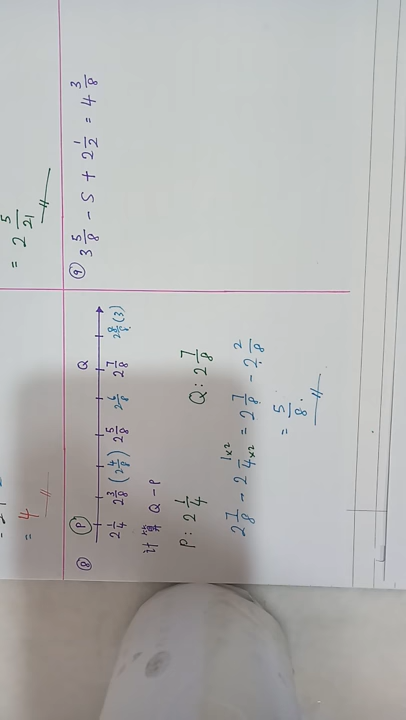 = 4
= 2 5/21
⑧ P Q
2 1/4 2 3/8 (2 4/8) 2 5/8 2 6/8 2 7/8 2 8/8 (3)
计算 Q - P
P: 2 1/4 Q: 2 7/8
2 7/8 - 2 1×2/4×2 = 2 7/8 - 2 2/8
= 5/8
⑨ 3 5/8 - S + 2 1/2 = 4 3/8